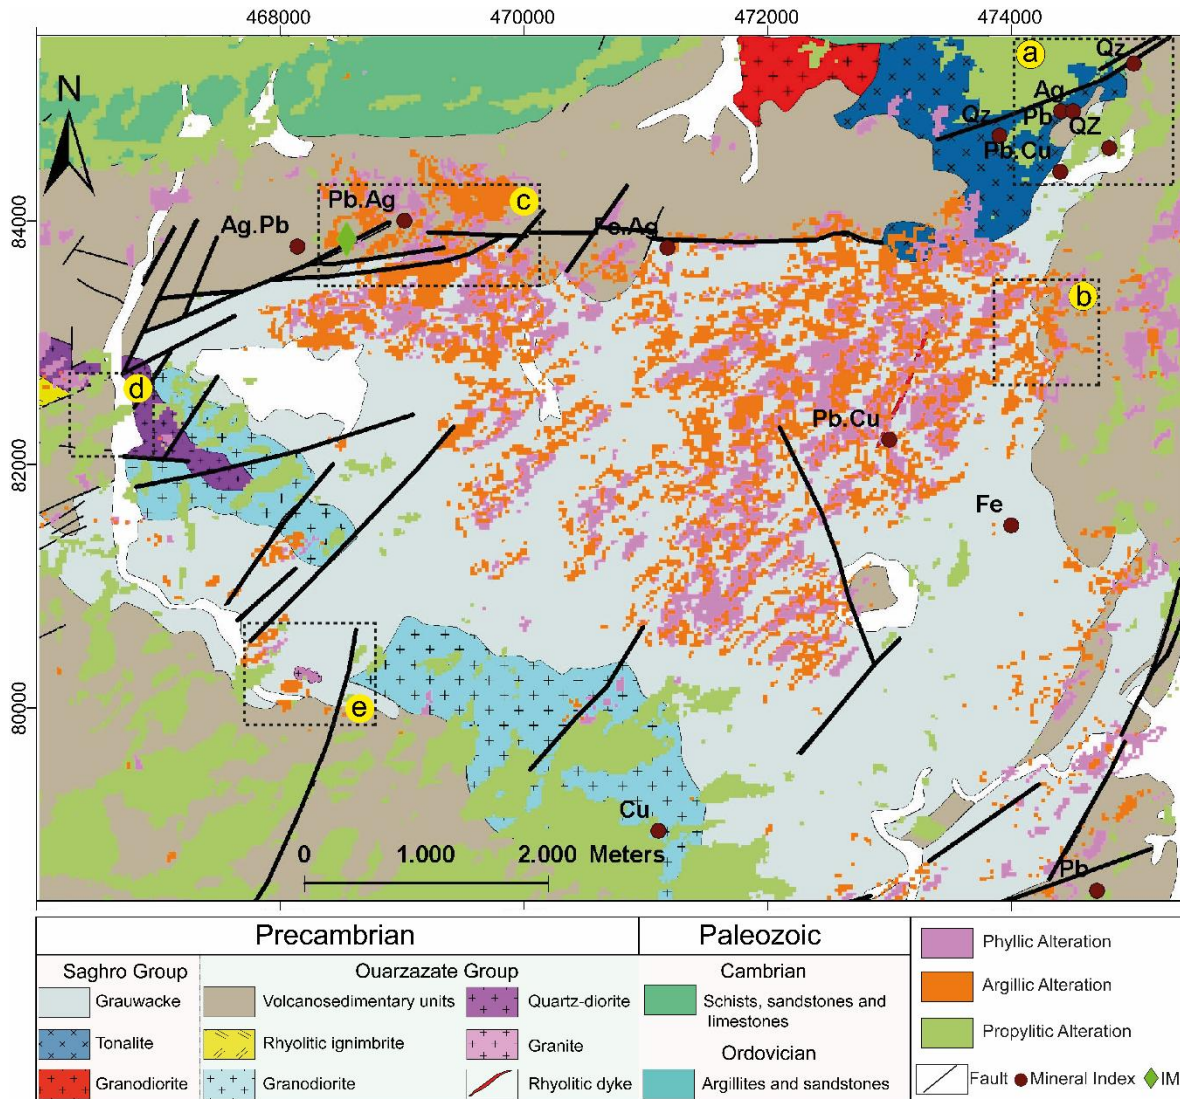 468000 470000 472000 474000
N
a
Qz
Ag
Pb
QZ
Qz
Pb.Cu
c
Pb.Ag
Ag.Pb
84000
b
d
Pb.Cu
82000
Fe
80000
e
Cu
0 1.000 2.000 Meters
Pb
Precambrian Paleozoic
Saghro Group Ouarzazate Group Cambrian
Grauwacke Volcanosedimentary units Quartz-diorite Schists, sandstones and
limestones
Tonalite Rhyolitic ignimbrite Granite Ordovician
Granodiorite Granodiorite Rhyolitic dyke Argillites and sandstones
Phyllic Alteration
Argillic Alteration
Propylitic Alteration
Fault Mineral Index IM